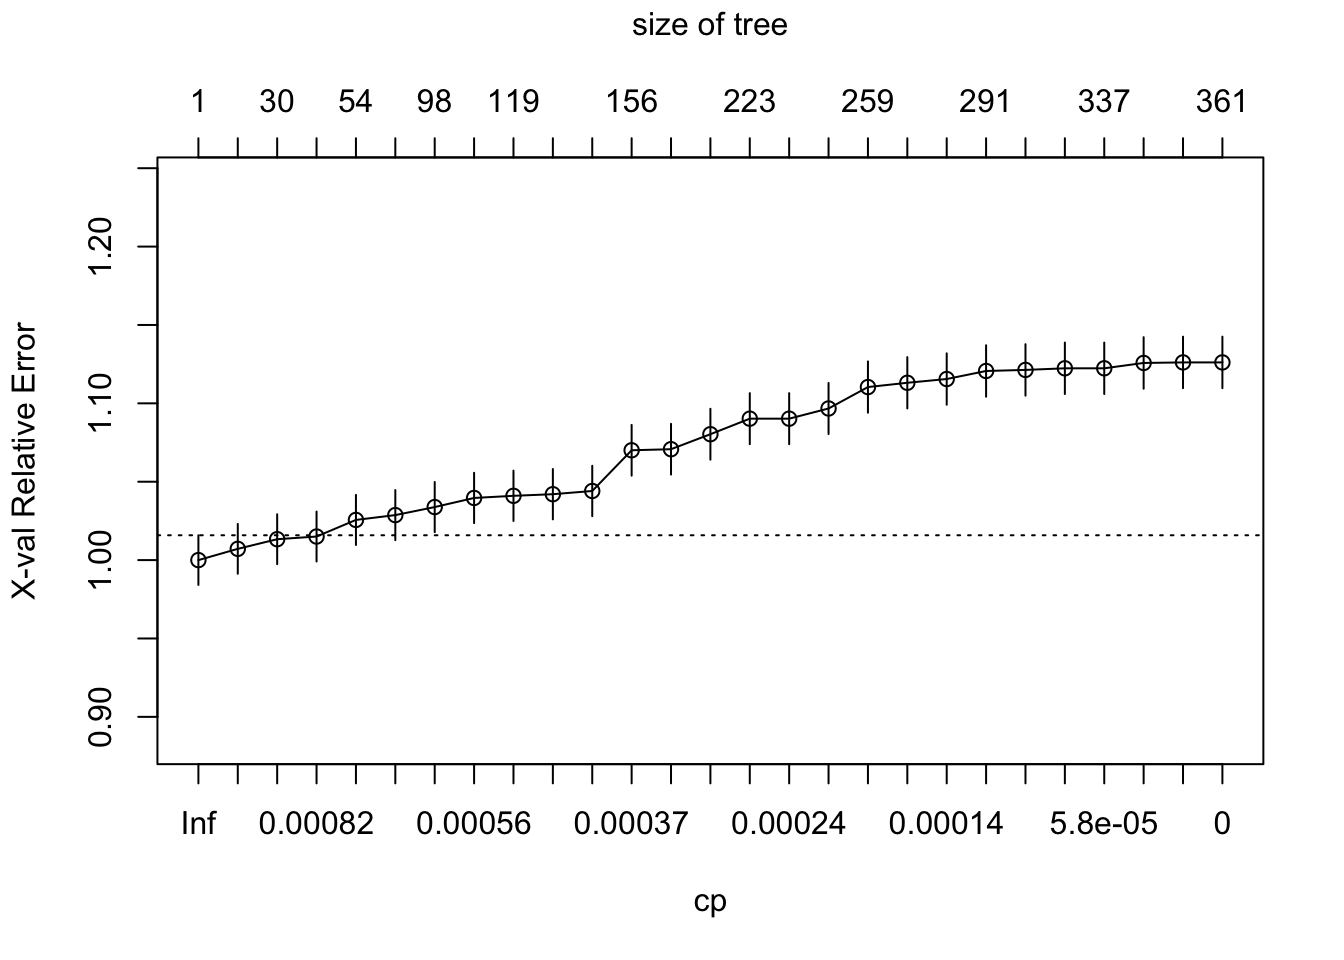 size of tree
1 30 54 98 119 156 223 259 291 337 361
X-val Relative Error
1.20
1.10
1.00
0.90
Inf 0.00082 0.00056 0.00037 0.00024 0.00014 5.8e-05 0
cp